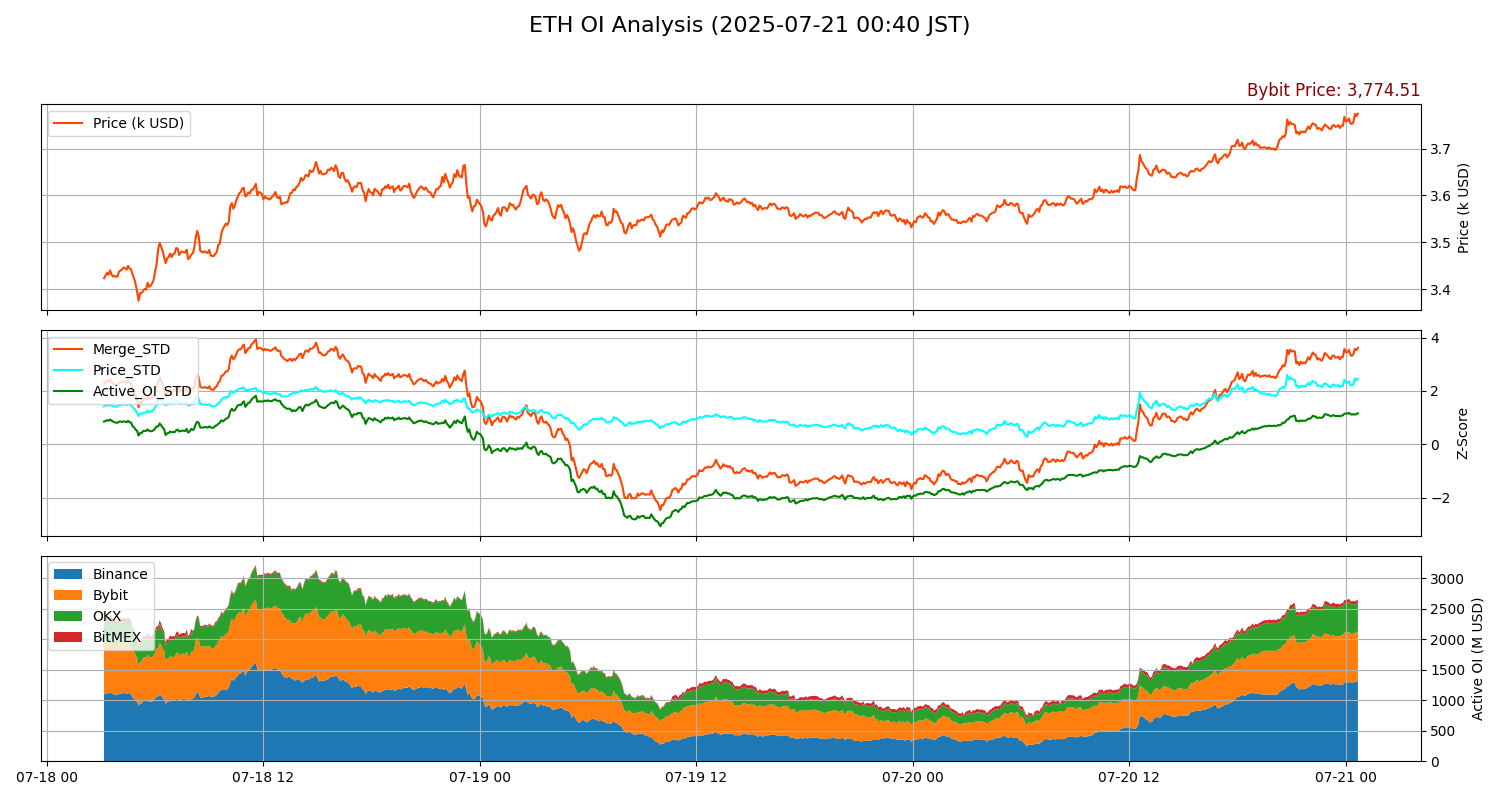 ETH OI Analysis (2025-07-21 00:40 JST)
Bybit Price: 3,774.51
Price (k USD)
3.7
3.6
3.5
3.4
Price (k USD)
Merge_STD
Price_STD
Active_OI_STD
4
2
0
−2
Z-Score
Binance
Bybit
OKX
BitMEX
3000
2500
2000
1500
1000
500
0
Active OI (M USD)
07-18 00
07-18 12
07-19 00
07-19 12
07-20 00
07-20 12
07-21 00